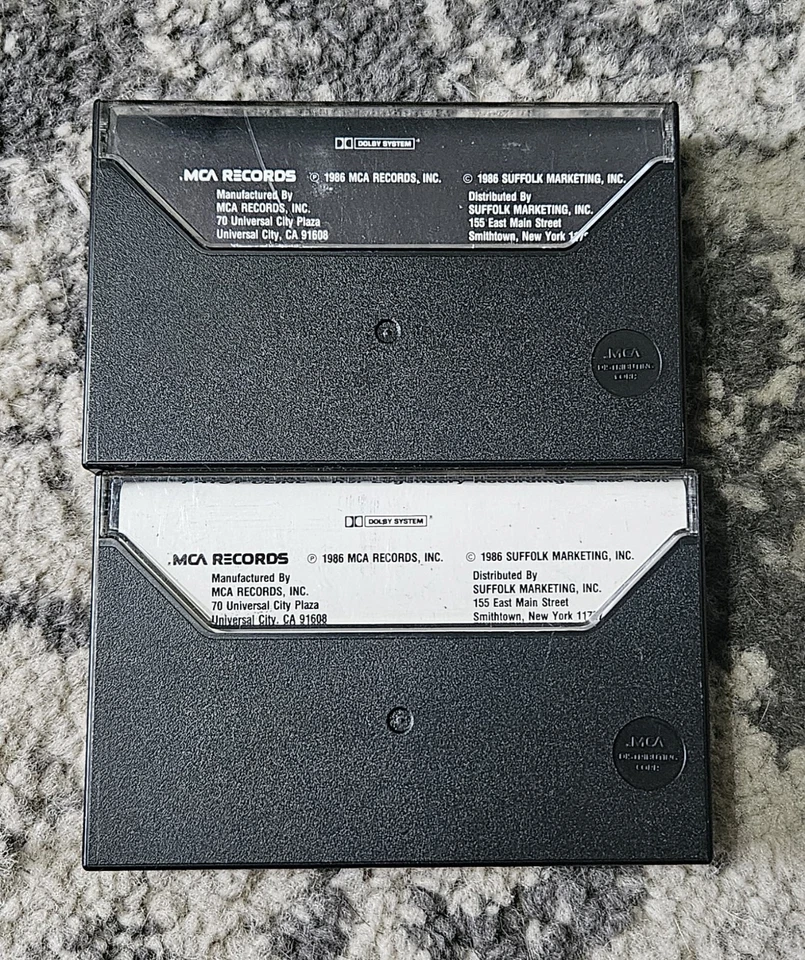 DOLBY SYSTEM®
.MCA RECORDS ℗ 1986 MCA RECORDS, INC. © 1986 SUFFOLK MARKETING, INC.
Manufactured By
MCA RECORDS, INC.
70 Universal City Plaza
Universal City, CA 91608
Distributed By
SUFFOLK MARKETING, INC.
155 East Main Street
Smithtown, New York
.MCA
DISTRIBUTING
CORP.
DOLBY SYSTEM®
.MCA RECORDS ℗ 1986 MCA RECORDS, INC. © 1986 SUFFOLK MARKETING, INC.
Manufactured By
MCA RECORDS, INC.
70 Universal City Plaza
Universal City, CA 91608
Distributed By
SUFFOLK MARKETING, INC.
155 East Main Street
Smithtown, New York
.MCA
DISTRIBUTING
CORP.